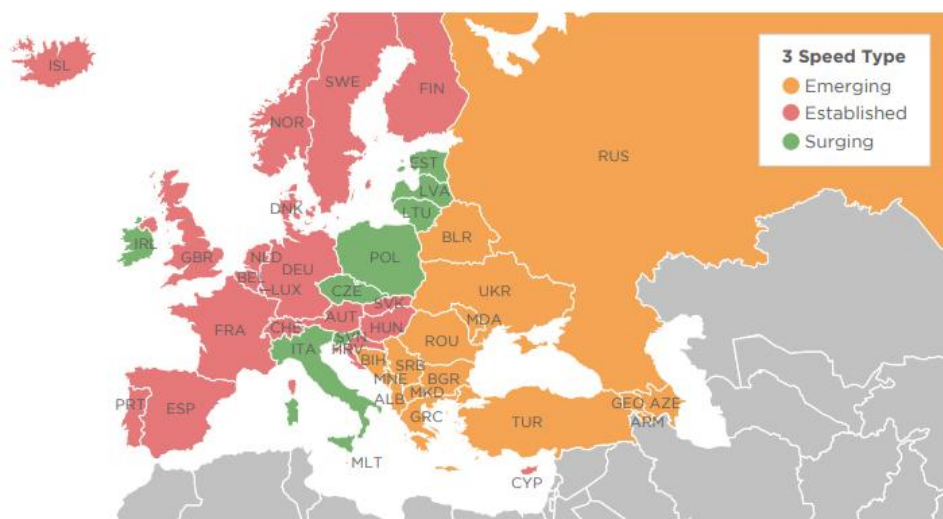 3 Speed Type
Emerging
Established
Surging
ISL
SWE
FIN
NOR
RUS
EST
LVA
LTU
DNK
BLR
IRL
GBR
NLD
DEU
POL
BEL
LUX
CZE
UKR
SVK
FRA
CHE
AUT
HUN
MDA
ITA
SVN
HRV
ROU
BIH
SRB
MNE
BGR
PRT
ESP
ALB
MKD
GEO
AZE
GRC
TUR
ARM
MLT
CYP